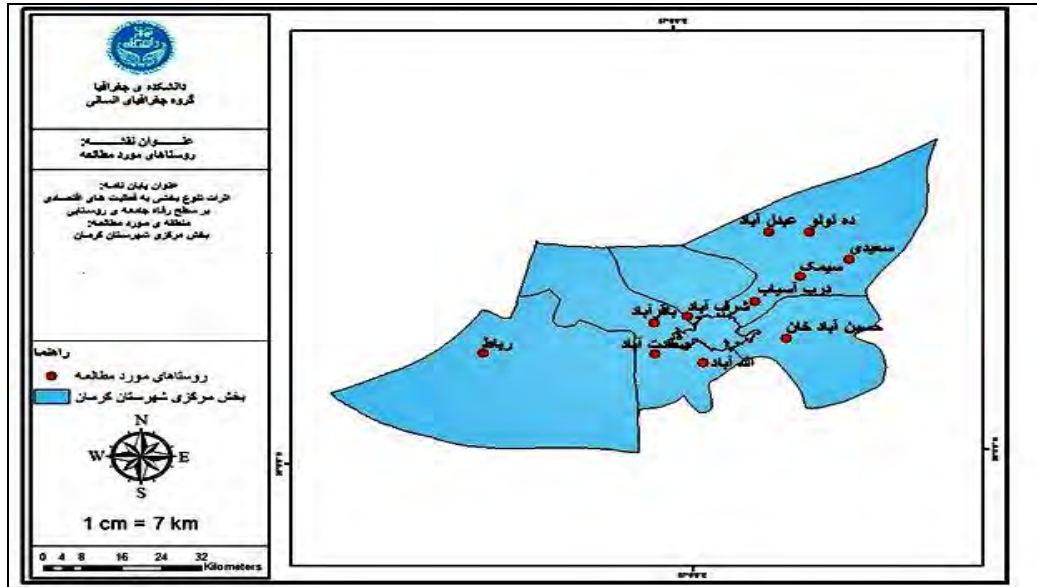 دانشکده ی جغرافیا
گروه جغرافیای انسانی
عنوان نقشه:
روستاهای مورد مطالعه
عنوان پایان نامه:
اثرات تنوع بخشی به فعالیت های اقتصادی
بر سطح رفاه جامعه ی روستایی
منطقه ی مورد مطالعه:
بخش مرکزی شهرستان کرمان
راهنما
روستاهای مورد مطالعه
بخش مرکزی شهرستان کرمان
N
W E
S
1 cm = 7 km
0 4 8 16 24 32
Kilometers
ده لولو
عبدل آباد
سعیدی
سیمک
درب آسیاب
شرف آباد
باقرآباد
حسین آباد خان
رباط
سعادت آباد
الله آباد